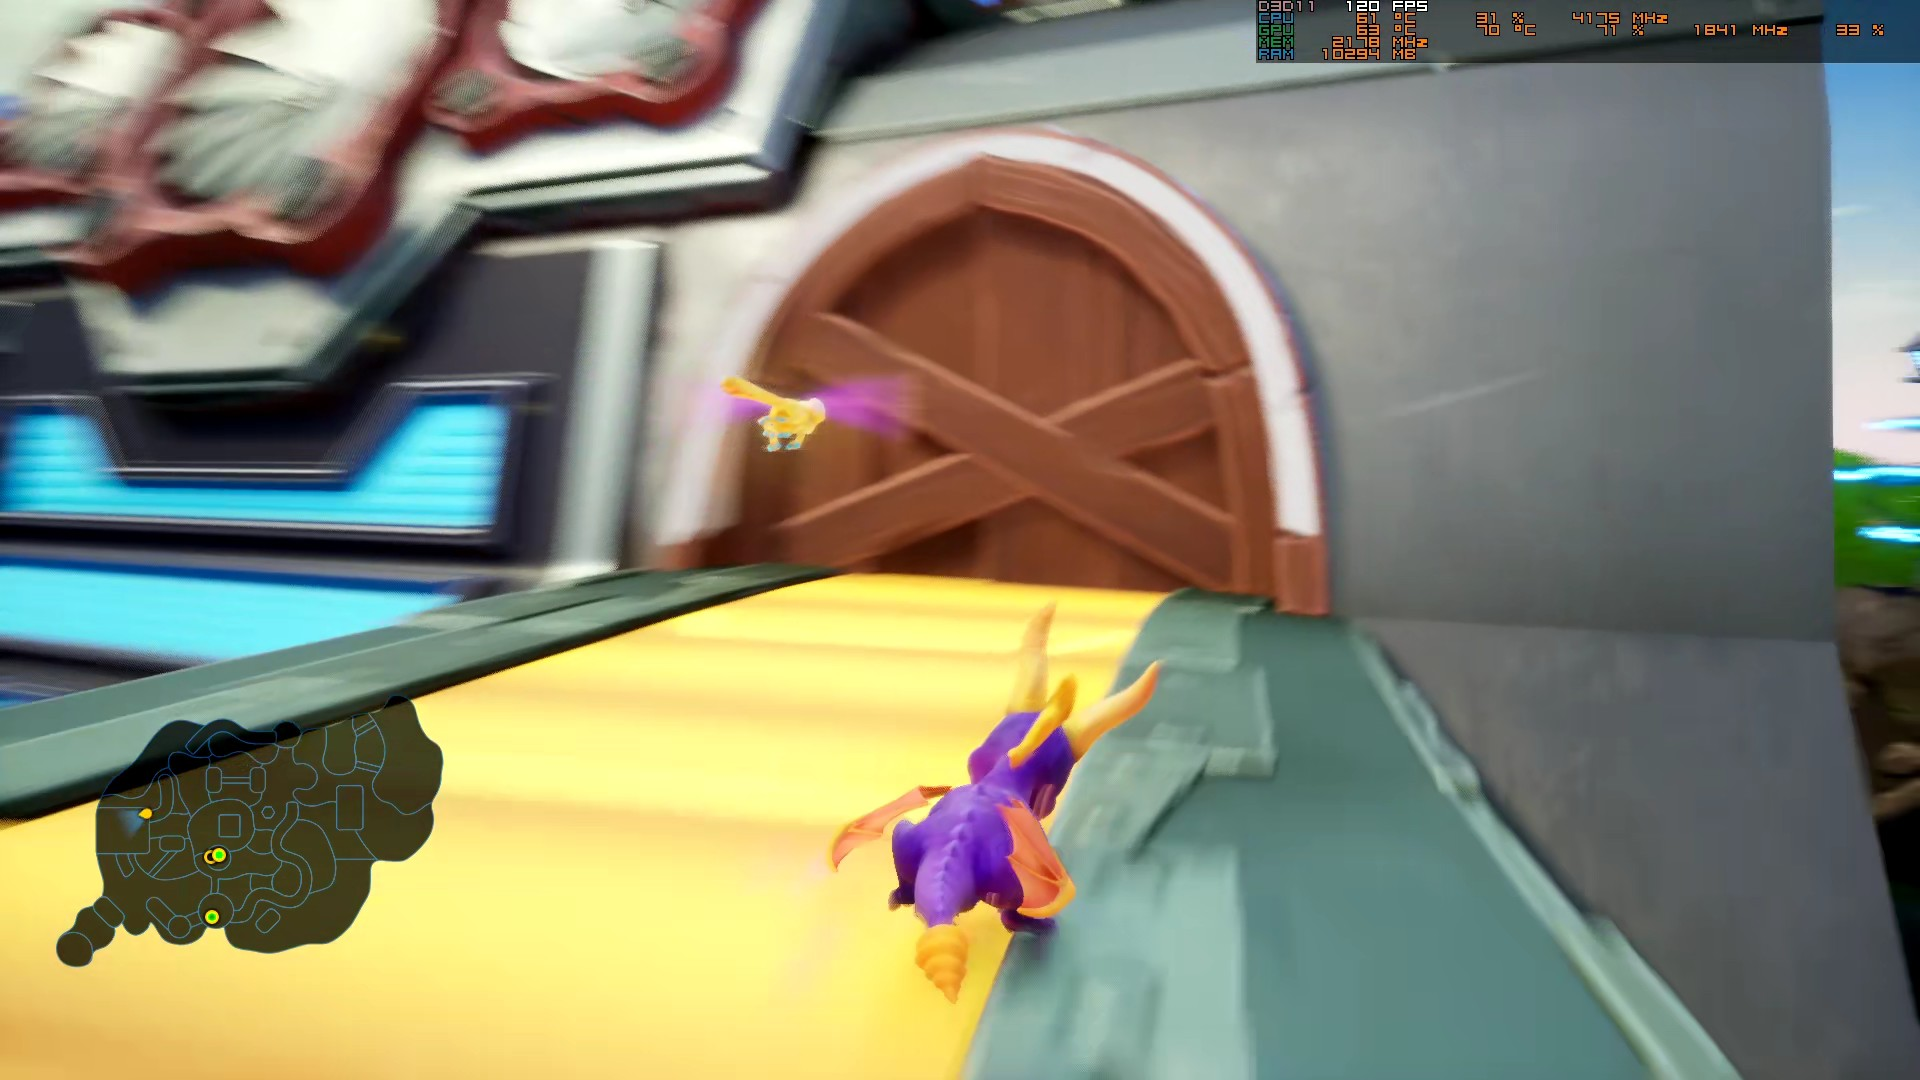 D3D11 120 FPS
CPU 61 °C 31 % 4175 MHz
GPU 63 °C 70 °C 71 % 1841 MHz 33 %
MEM 2178 MHz
RAM 10294 MB